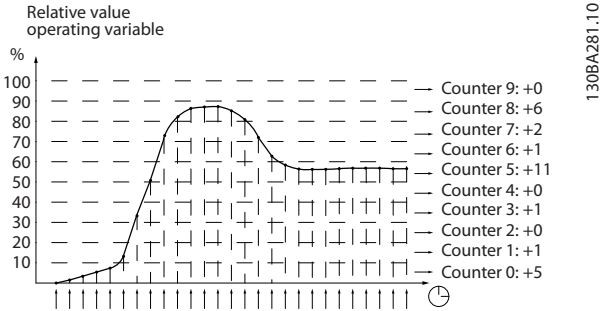 Relative value
operating variable
%
100
90
80
70
60
50
40
30
20
10
Counter 9: +0
Counter 8: +6
Counter 7: +2
Counter 6: +1
Counter 5: +11
Counter 4: +0
Counter 3: +1
Counter 2: +0
Counter 1: +1
Counter 0: +5
130BA281.10